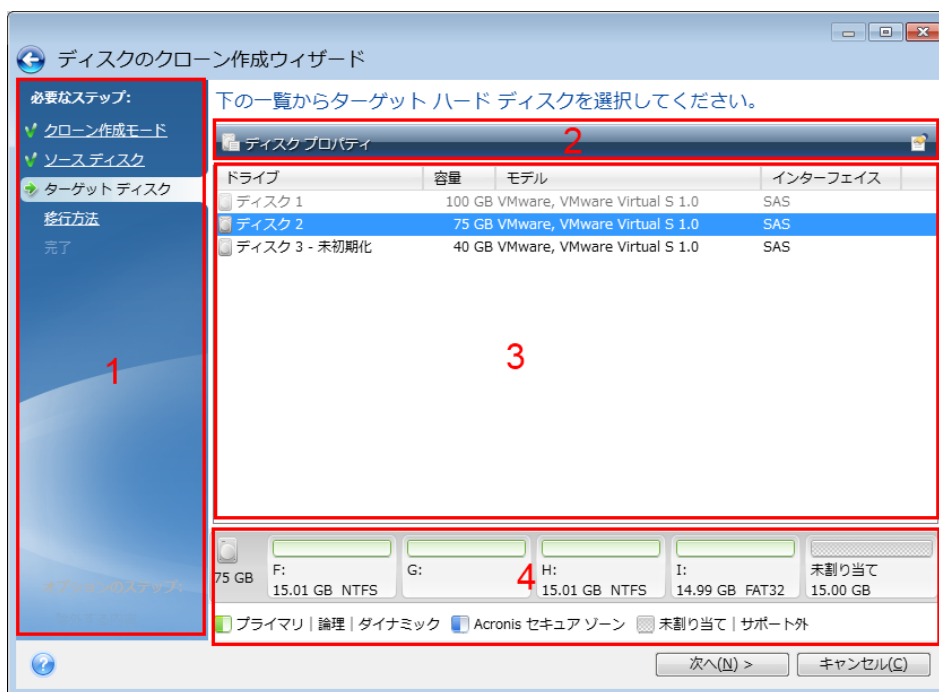 ディスクのクローン作成ウィザード
必要なステップ:
クローン作成モード
ソース ディスク
ターゲット ディスク
移行方法
完了
1
下の一覧からターゲット ハード ディスクを選択してください。
ディスク プロパティ
2
ドライブ 容量 モデル インターフェイス
ディスク 1 100 GB VMware, VMware Virtual S 1.0 SAS
ディスク 2 75 GB VMware, VMware Virtual S 1.0 SAS
ディスク 3 - 未初期化 40 GB VMware, VMware Virtual S 1.0 SAS
3
75 GB
F:
15.01 GB NTFS
G:
H:
15.01 GB NTFS
I:
14.99 GB FAT32
未割り当て
15.00 GB
4
プライマリ | 論理 | ダイナミック Acronis セキュア ゾーン 未割り当て | サポート外
次へ(N) > キャンセル(C)